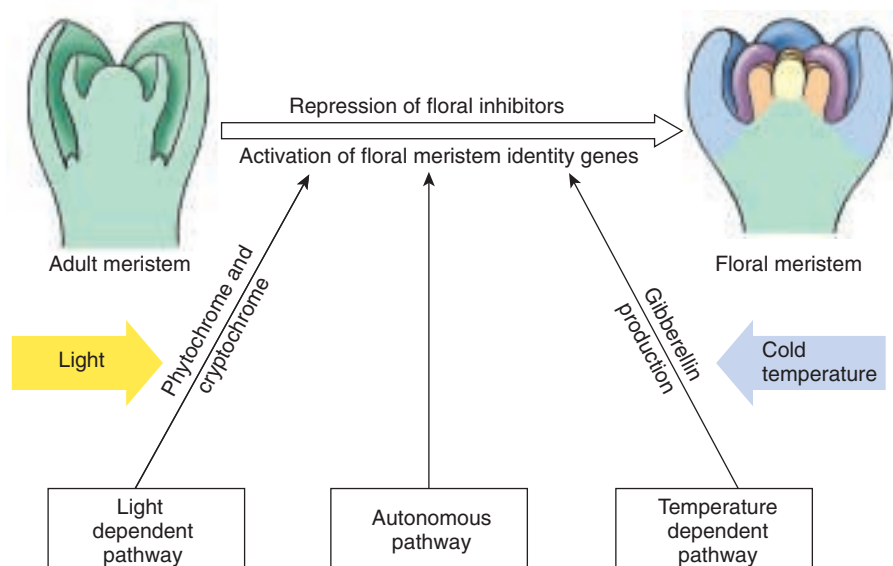 Repression of floral inhibitors
Activation of floral meristem identity genes
Adult meristem
Floral meristem
Light
Phytochrome and
cryptochrome
Gibberellin
production
Cold
temperature
Light
dependent
pathway
Autonomous
pathway
Temperature
dependent
pathway